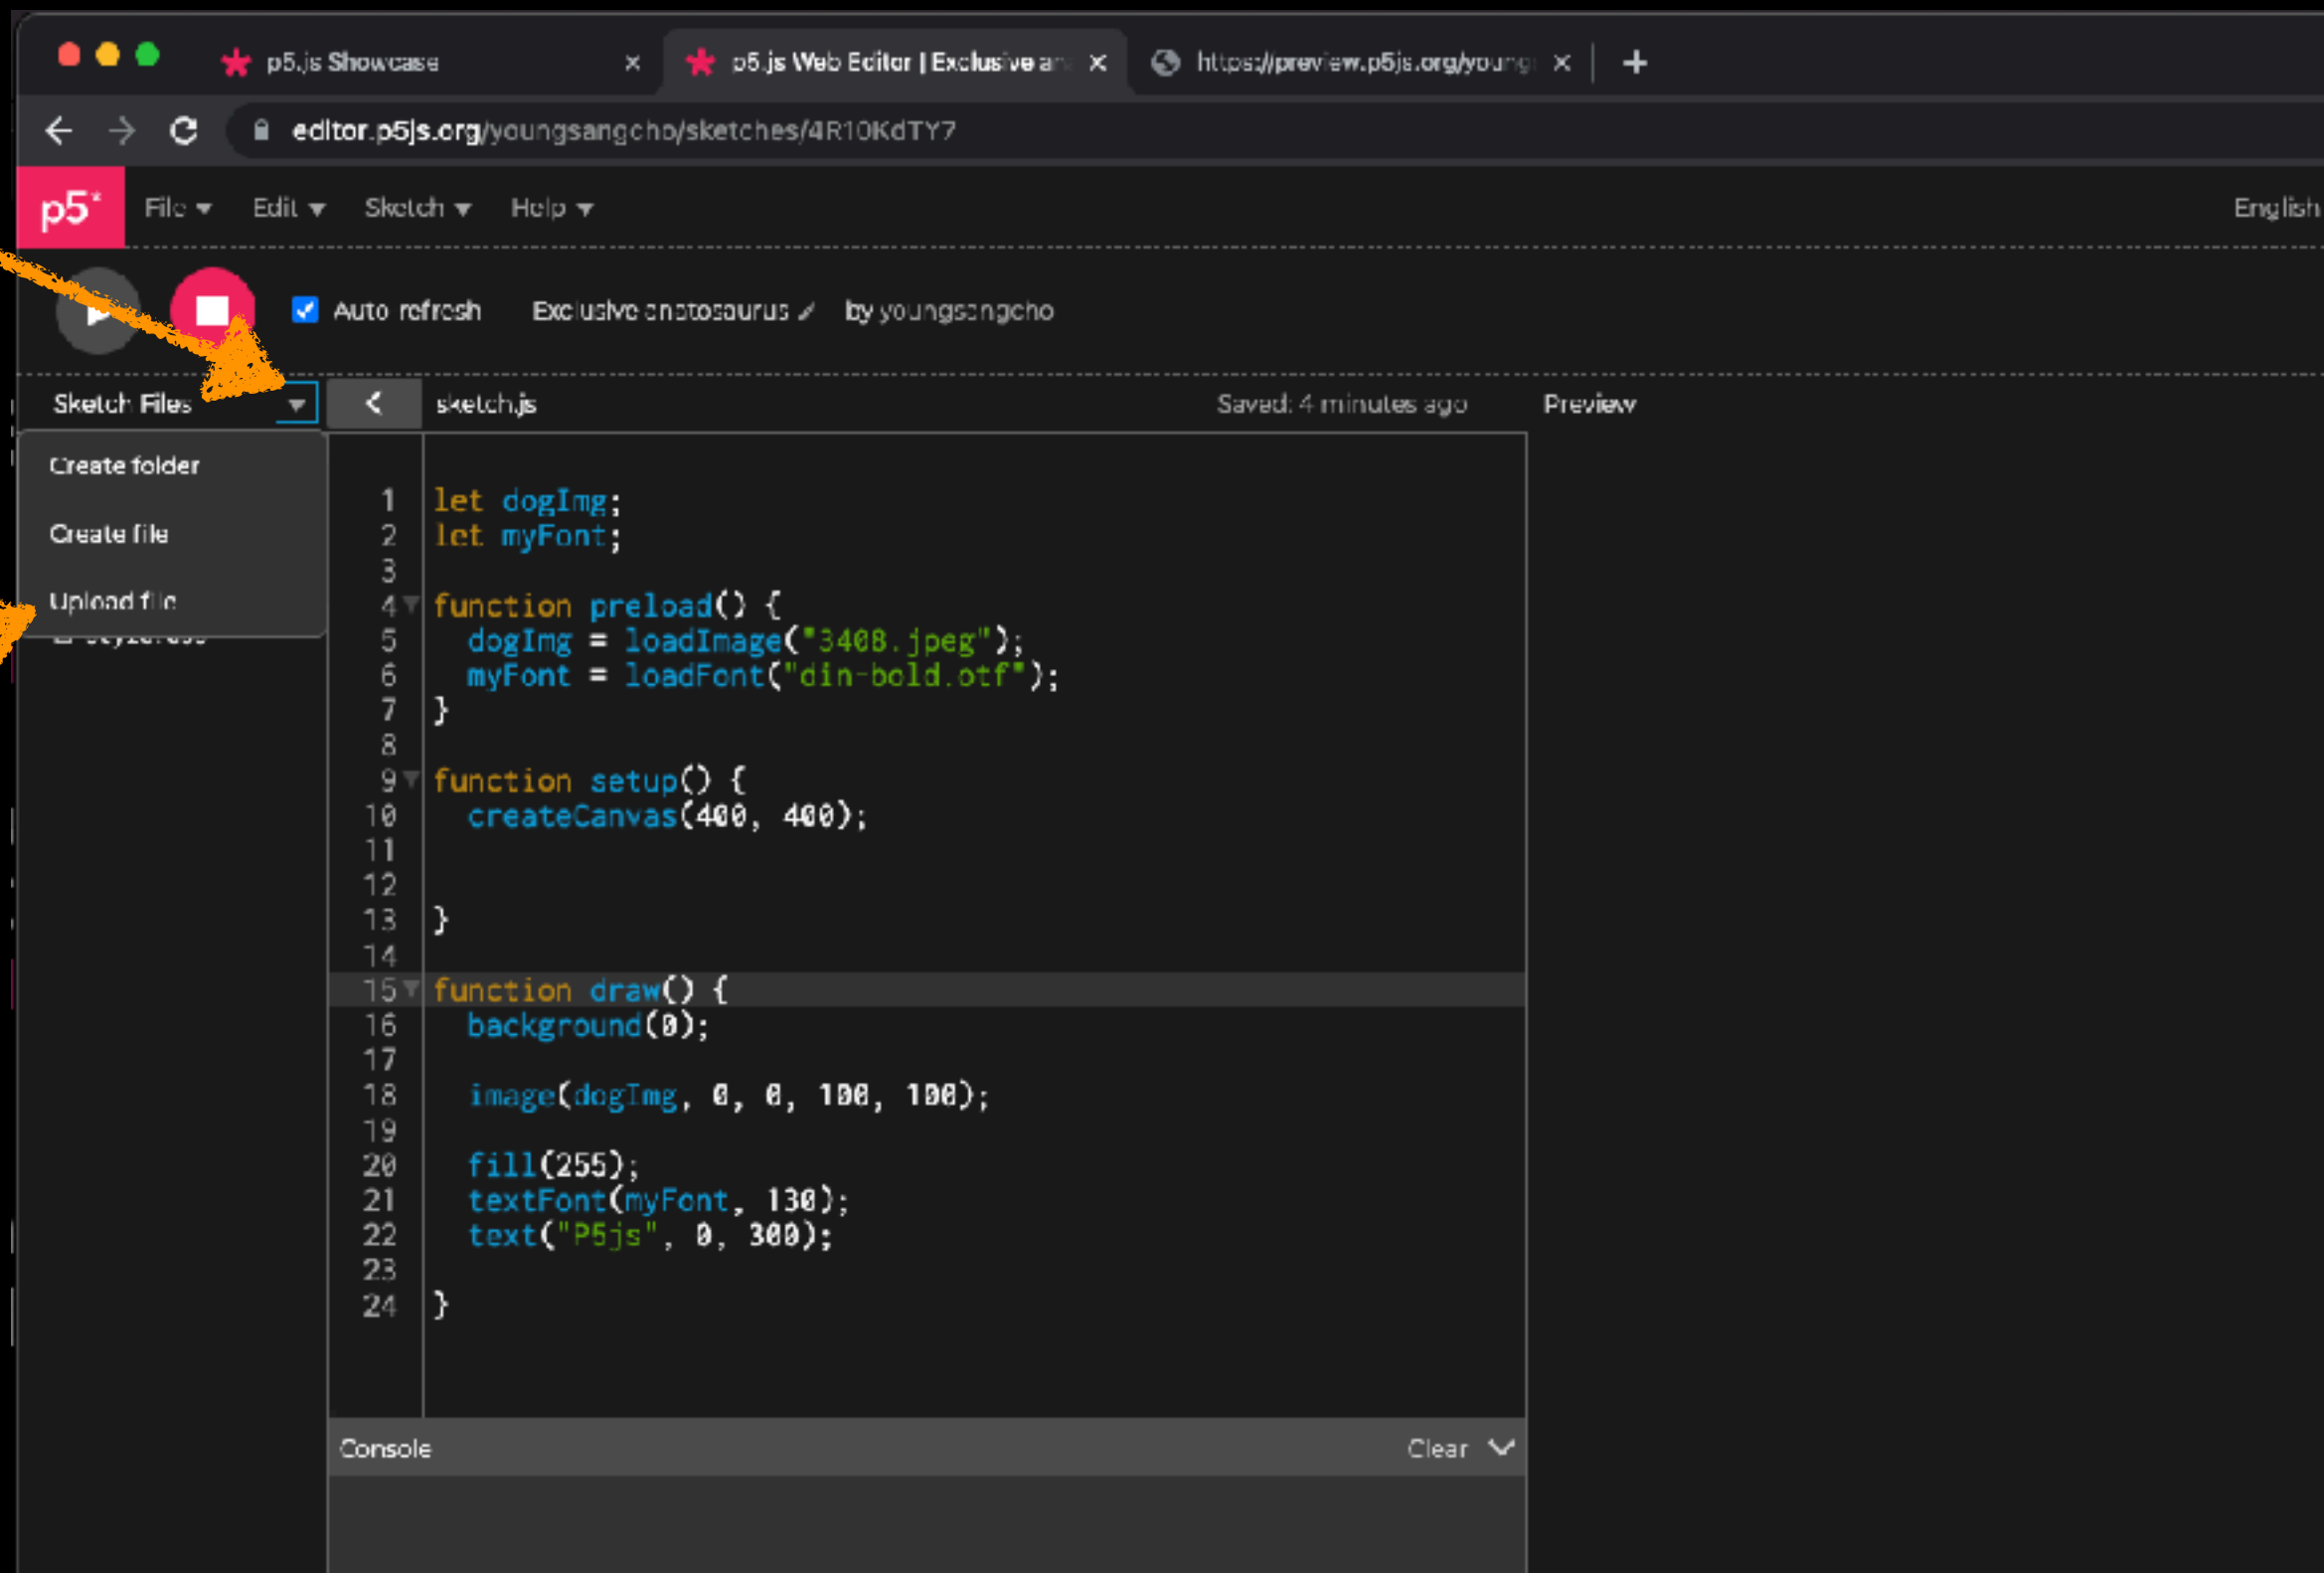 p5.js Showcase
p5.js Web Editor | Exclusive an
https://preview.p5js.org/young
editor.p5js.org/youngsangcho/sketches/4R10KdTY7
p5*
File
Edit
Sketch
Help
English
Auto-refresh
Exclusive anatosaurus
by youngsangcho
Sketch Files
sketch.js
Saved: 4 minutes ago
Preview
Create folder
Create file
Upload file
1 let dogImg;
2 let myFont;
3
4 function preload() {
5 dogImg = loadImage("3408.jpeg");
6 myFont = loadFont("din-bold.otf");
7 }
8
9 function setup() {
10 createCanvas(400, 400);
11
12
13 }
14
15 function draw() {
16 background(0);
17
18 image(dogImg, 0, 0, 100, 100);
19
20 fill(255);
21 textFont(myFont, 130);
22 text("P5js", 0, 300);
23
24 }
Console
Clear